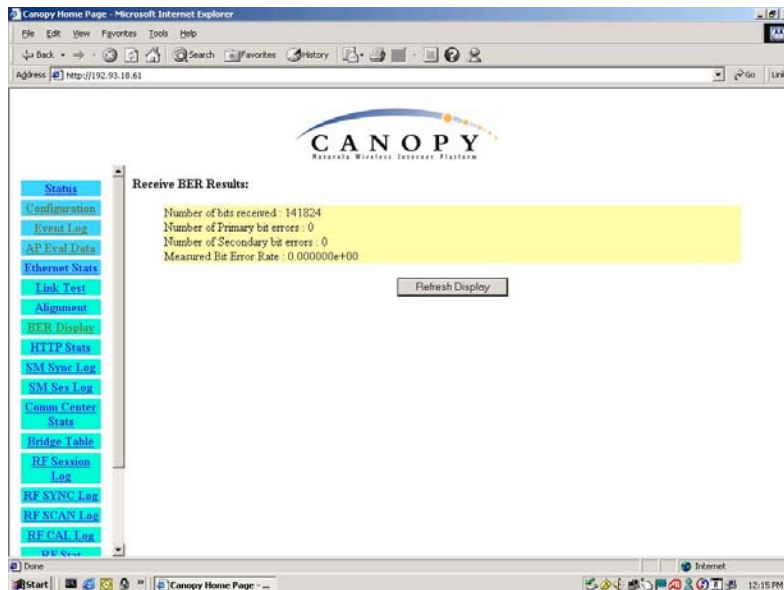 Canopy Home Page - Microsoft Internet Explorer
File Edit View Favorites Tools Help
Back Search Favorites History
Address http://192.93.18.61 Go Link
CANOPY
Motorola Wireless Internet Platform
Status
Configuration
Event Log
AP Eval Data
Ethernet Stats
Link Test
Alignment
BER Display
HTTP Stats
SM Sync Log
SM Ses Log
Comm Center
Stats
Bridge Table
RF Session
Log
RF SYNC Log
RF SCAN Log
RF CAL Log
RF Stat
Receive BER Results:
Number of bits received : 141824
Number of Primary bit errors : 0
Number of Secondary bit errors : 0
Measured Bit Error Rate : 0.000000e+00
Refresh Display
Done Internet
Start Canopy Home Page - ... 12:15 PM